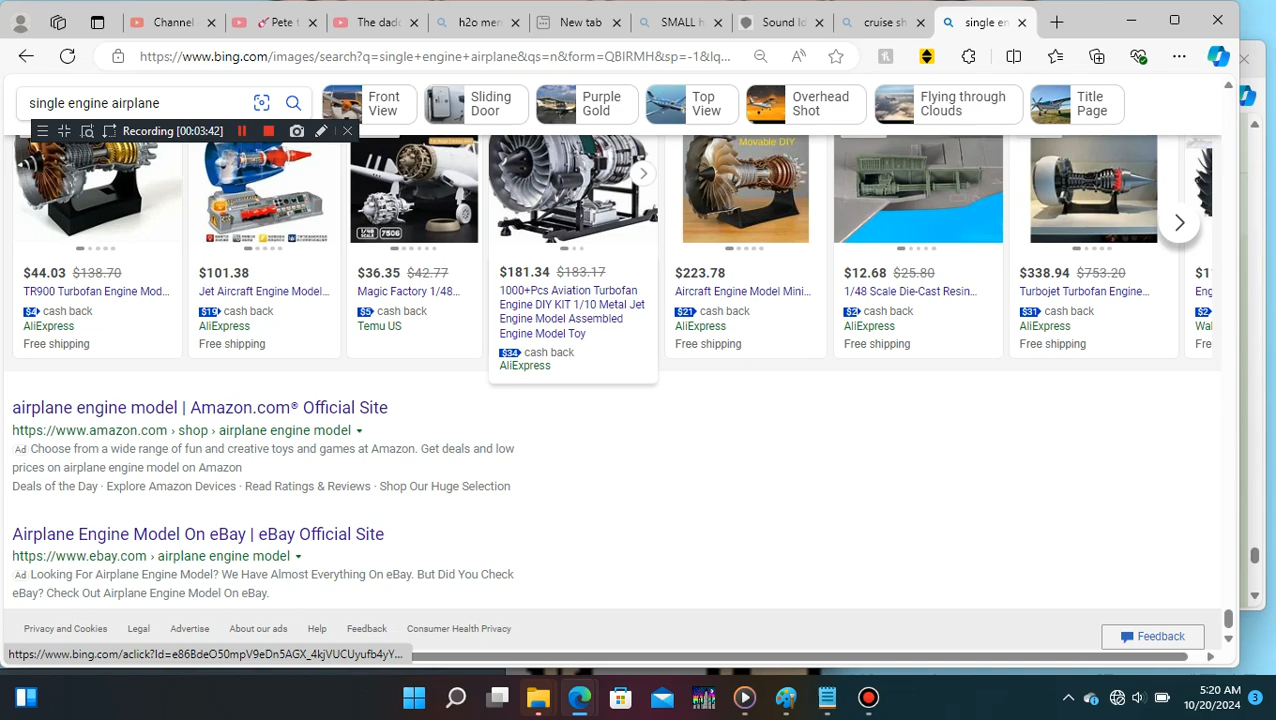 Channel
Pete t
The dadd
h2o mer
New tab
SMALL h
Sound Id
cruise sh
single en
https://www.bing.com/images/search?q=single+engine+airplane&qs=n&form=QBIRMH&sp=-1&lq...
single engine airplane
Front View
Sliding Door
Purple Gold
Top View
Overhead Shot
Flying through Clouds
Title Page
Recording [00:03:42]
Movable DIY
7506
$44.03 $138.70
TR900 Turbofan Engine Mod...
$4 cash back
AliExpress
Free shipping
$101.38
Jet Aircraft Engine Model...
$15 cash back
AliExpress
Free shipping
$36.35 $42.77
Magic Factory 1/48...
$5 cash back
Temu US
$181.34 $183.17
1000+Pcs Aviation Turbofan
Engine DIY KIT 1/10 Metal Jet
Engine Model Assembled
Engine Model Toy
$34 cash back
AliExpress
$223.78
Aircraft Engine Model Mini...
$21 cash back
AliExpress
Free shipping
$12.68 $25.80
1/48 Scale Die-Cast Resin...
$2 cash back
AliExpress
Free shipping
$338.94 $753.20
Turbojet Turbofan Engine...
$31 cash back
AliExpress
Free shipping
airplane engine model | Amazon.com® Official Site
https://www.amazon.com › shop › airplane engine model
Ad Choose from a wide range of fun and creative toys and games at Amazon. Get deals and low
prices on airplane engine model on Amazon
Deals of the Day · Explore Amazon Devices · Read Ratings & Reviews · Shop Our Huge Selection
Airplane Engine Model On eBay | eBay Official Site
https://www.ebay.com › airplane engine model
Ad Looking For Airplane Engine Model? We Have Almost Everything On eBay. But Did You Check
eBay? Check Out Airplane Engine Model On eBay.
Privacy and Cookies Legal Advertise About our ads Help Feedback Consumer Health Privacy
Feedback
https://www.bing.com/aclick?ld=e86BdeO50mpV9eDn5AGX_4kjVUCUyufb4yY...
5:20 AM
10/20/2024
3